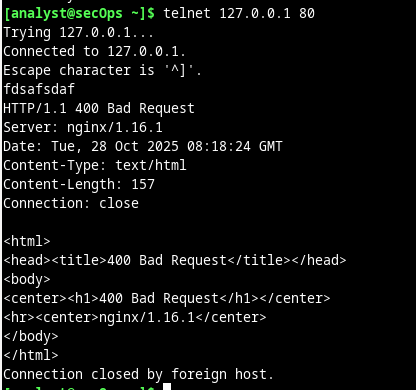 [analyst@secOps ~]$ telnet 127.0.0.1 80
Trying 127.0.0.1...
Connected to 127.0.0.1.
Escape character is '^]'.
fdsafsdaf
HTTP/1.1 400 Bad Request
Server: nginx/1.16.1
Date: Tue, 28 Oct 2025 08:18:24 GMT
Content-Type: text/html
Content-Length: 157
Connection: close

<html>
<head><title>400 Bad Request</title></head>
<body>
<center><h1>400 Bad Request</h1></center>
<hr><center>nginx/1.16.1</center>
</body>
</html>
Connection closed by foreign host.